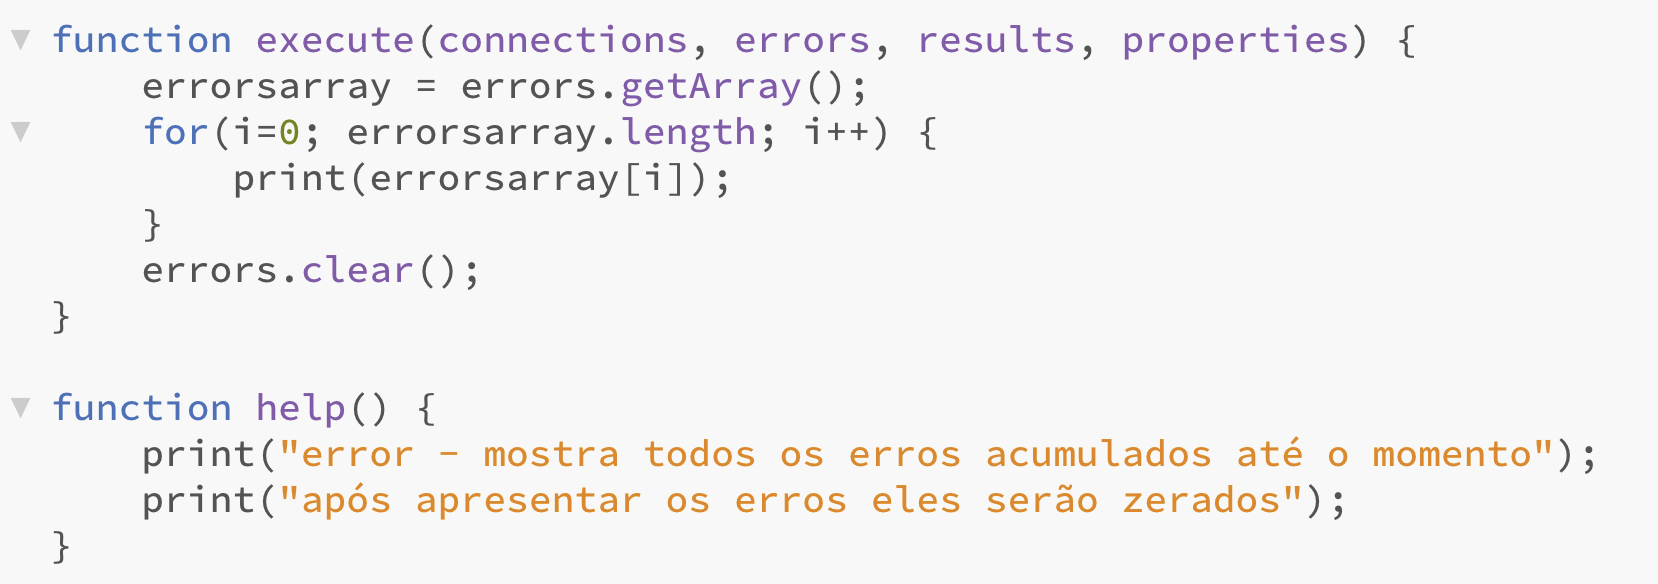 function execute(connections, errors, results, properties) {
    errorsarray = errors.getArray();
    for(i=0; errorsarray.length; i++) {
        print(errorsarray[i]);
    }
    errors.clear();
}

function help() {
    print("error - mostra todos os erros acumulados até o momento");
    print("após apresentar os erros eles serão zerados");
}